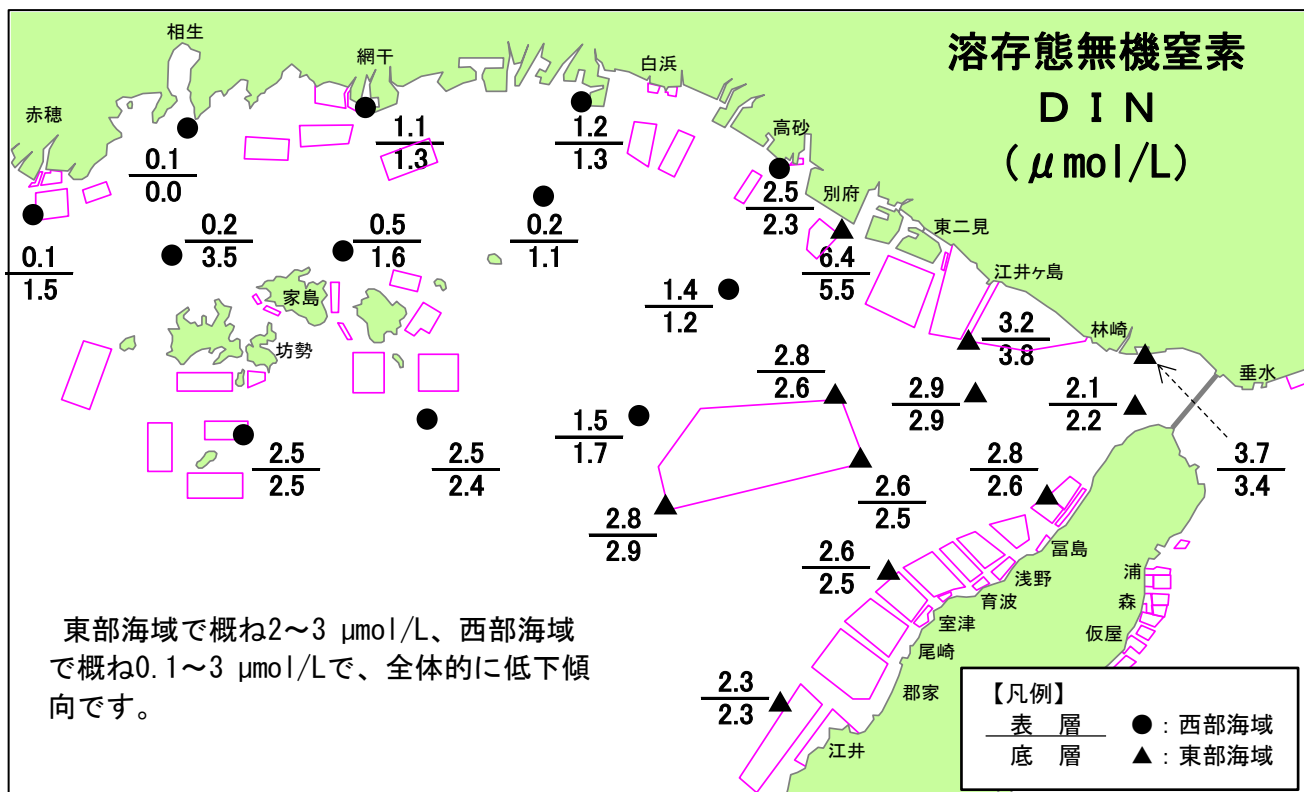 溶存態無機窒素
ＤＩＮ
(μmol/L)
相生
網干
白浜
赤穂
高砂
別府
東二見
江井ヶ島
林崎
垂水
家島
坊勢
0.1
0.0
1.1
1.3
1.2
1.3
2.5
2.3
0.1
1.5
0.2
3.5
0.5
1.6
0.2
1.1
6.4
5.5
1.4
1.2
3.2
3.8
2.8
2.6
2.9
2.9
2.1
2.2
1.5
1.7
2.5
2.5
2.5
2.4
2.8
2.6
3.7
3.4
2.6
2.5
2.8
2.9
2.6
2.5
2.3
2.3
冨島
浅野
育波
室津
尾崎
郡家
江井
浦
森
仮屋
東部海域で概ね2～3 μmol/L、西部海域
で概ね0.1～3 μmol/Lで、全体的に低下傾
向です。
【凡例】
表　層　●：西部海域
底　層　▲：東部海域